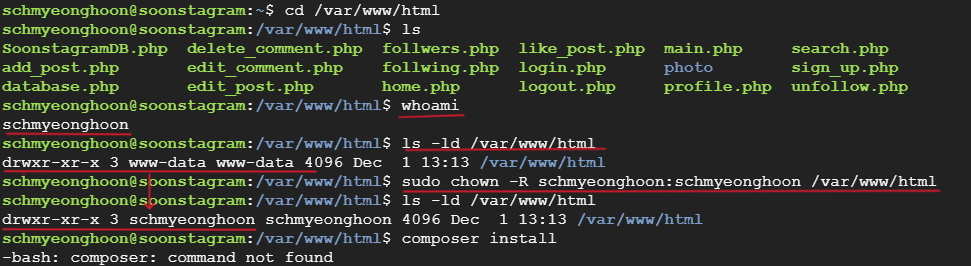 schmyeonghoon@soonstagram:~$ cd /var/www/html
schmyeonghoon@soonstagram:/var/www/html$ ls
SoonstagramDB.php delete_comment.php follwers.php like_post.php main.php search.php
add_post.php edit_comment.php follwing.php login.php photo sign_up.php
database.php edit_post.php home.php logout.php profile.php unfollow.php
schmyeonghoon@soonstagram:/var/www/html$ whoami
schmyeonghoon
schmyeonghoon@soonstagram:/var/www/html$ ls -ld /var/www/html
drwxr-xr-x 3 www-data www-data 4096 Dec  1 13:13 /var/www/html
schmyeonghoon@soonstagram:/var/www/html$ sudo chown -R schmyeonghoon:schmyeonghoon /var/www/html
schmyeonghoon@soonstagram:/var/www/html$ ls -ld /var/www/html
drwxr-xr-x 3 schmyeonghoon schmyeonghoon 4096 Dec  1 13:13 /var/www/html
schmyeonghoon@soonstagram:/var/www/html$ composer install
-bash: composer: command not found